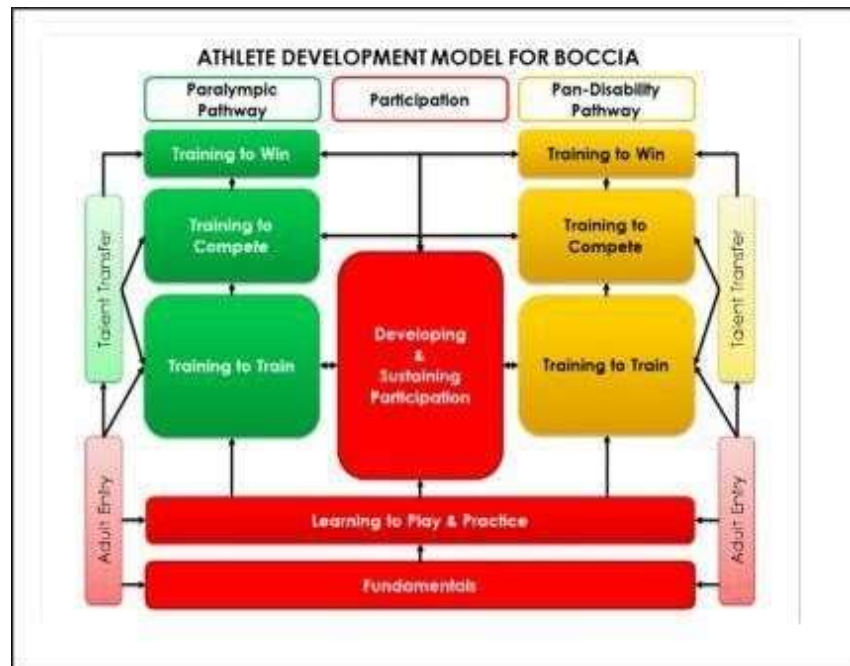 ATHLETE DEVELOPMENT MODEL FOR BOCCIA
Paralympic
Pathway
Participation
Pan-Disability
Pathway
Training to Win
Training to Win
Talent Transfer
Training to
Compete
Training to
Compete
Talent Transfer
Training to Train
Developing
&
Sustaining
Participation
Training to Train
Adult Entry
Learning to Play & Practice
Adult Entry
Fundamentals